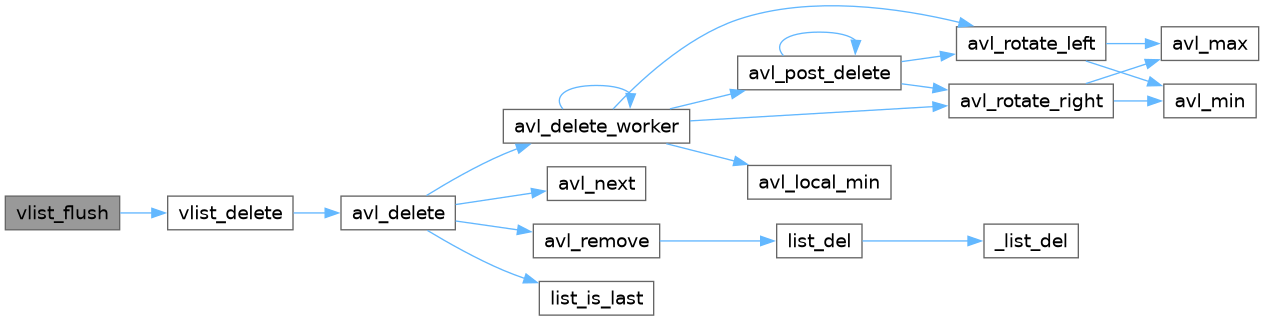 vlist_flush
vlist_delete
avl_delete
avl_delete_worker
avl_next
avl_remove
list_is_last
avl_post_delete
avl_local_min
list_del
avl_rotate_left
avl_rotate_right
_list_del
avl_max
avl_min